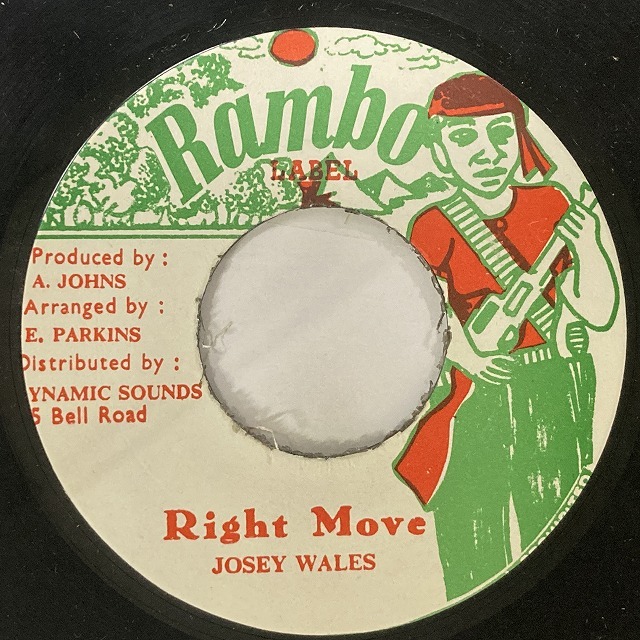 Rambo
LABEL
Produced by :
A. JOHNS
Arranged by :
E. PARKINS
Distributed by :
YNAMIC SOUNDS
5 Bell Road
Right Move
JOSEY WALES